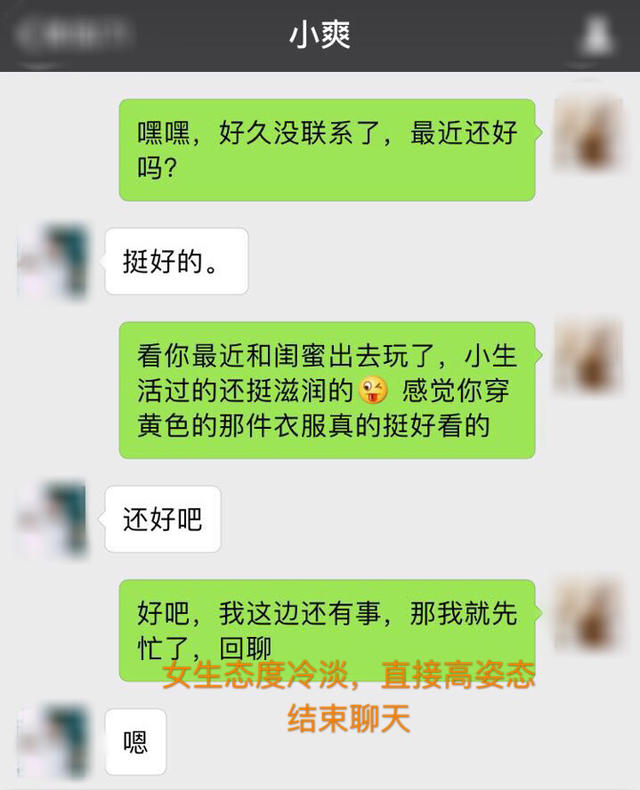 小爽
嘿嘿，好久没联系了，最近还好
吗？
挺好的。
看你最近和闺蜜出去玩了，小生
活过的还挺滋润的😜 感觉你穿
黄色的那件衣服真的挺好看的
还好吧
好吧，我这边还有事，那我就先
忙了，回聊
女生态度冷淡，直接高姿态
结束聊天
嗯